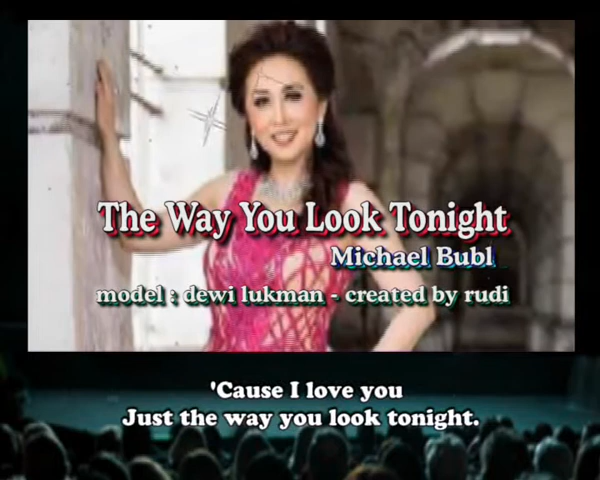 The Way You Look Tonight
Michael Bubl
model : dewi lukman - created by rudi
'Cause I love you
Just the way you look tonight.